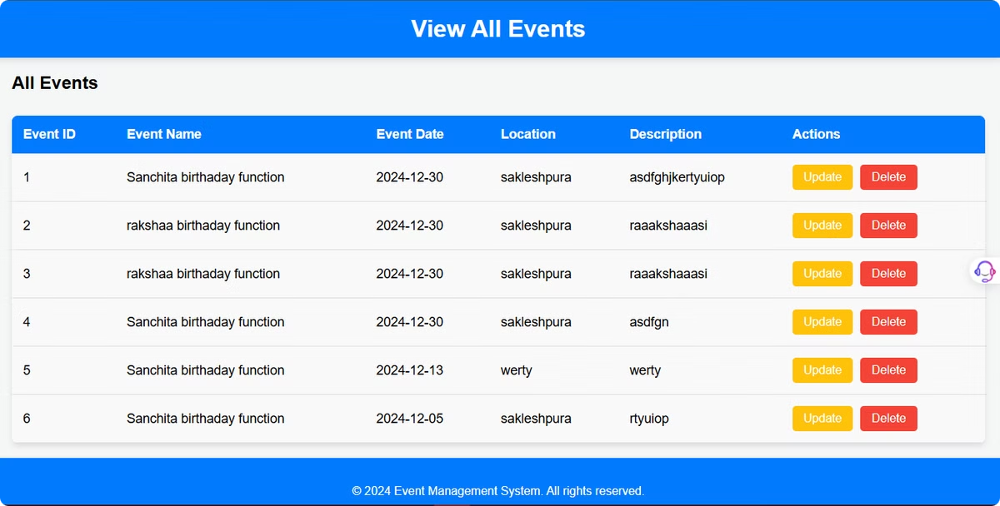 View All Events
All Events
Event ID Event Name Event Date Location Description Actions
1 Sanchita birthaday function 2024-12-30 sakleshpura asdfghjkertyuiop Update Delete
2 rakshaa birthaday function 2024-12-30 sakleshpura raaakshaaasi Update Delete
3 rakshaa birthaday function 2024-12-30 sakleshpura raaakshaaasi Update Delete
4 Sanchita birthaday function 2024-12-30 sakleshpura asdfgn Update Delete
5 Sanchita birthaday function 2024-12-13 werty werty Update Delete
6 Sanchita birthaday function 2024-12-05 sakleshpura rtyuiop Update Delete
© 2024 Event Management System. All rights reserved.